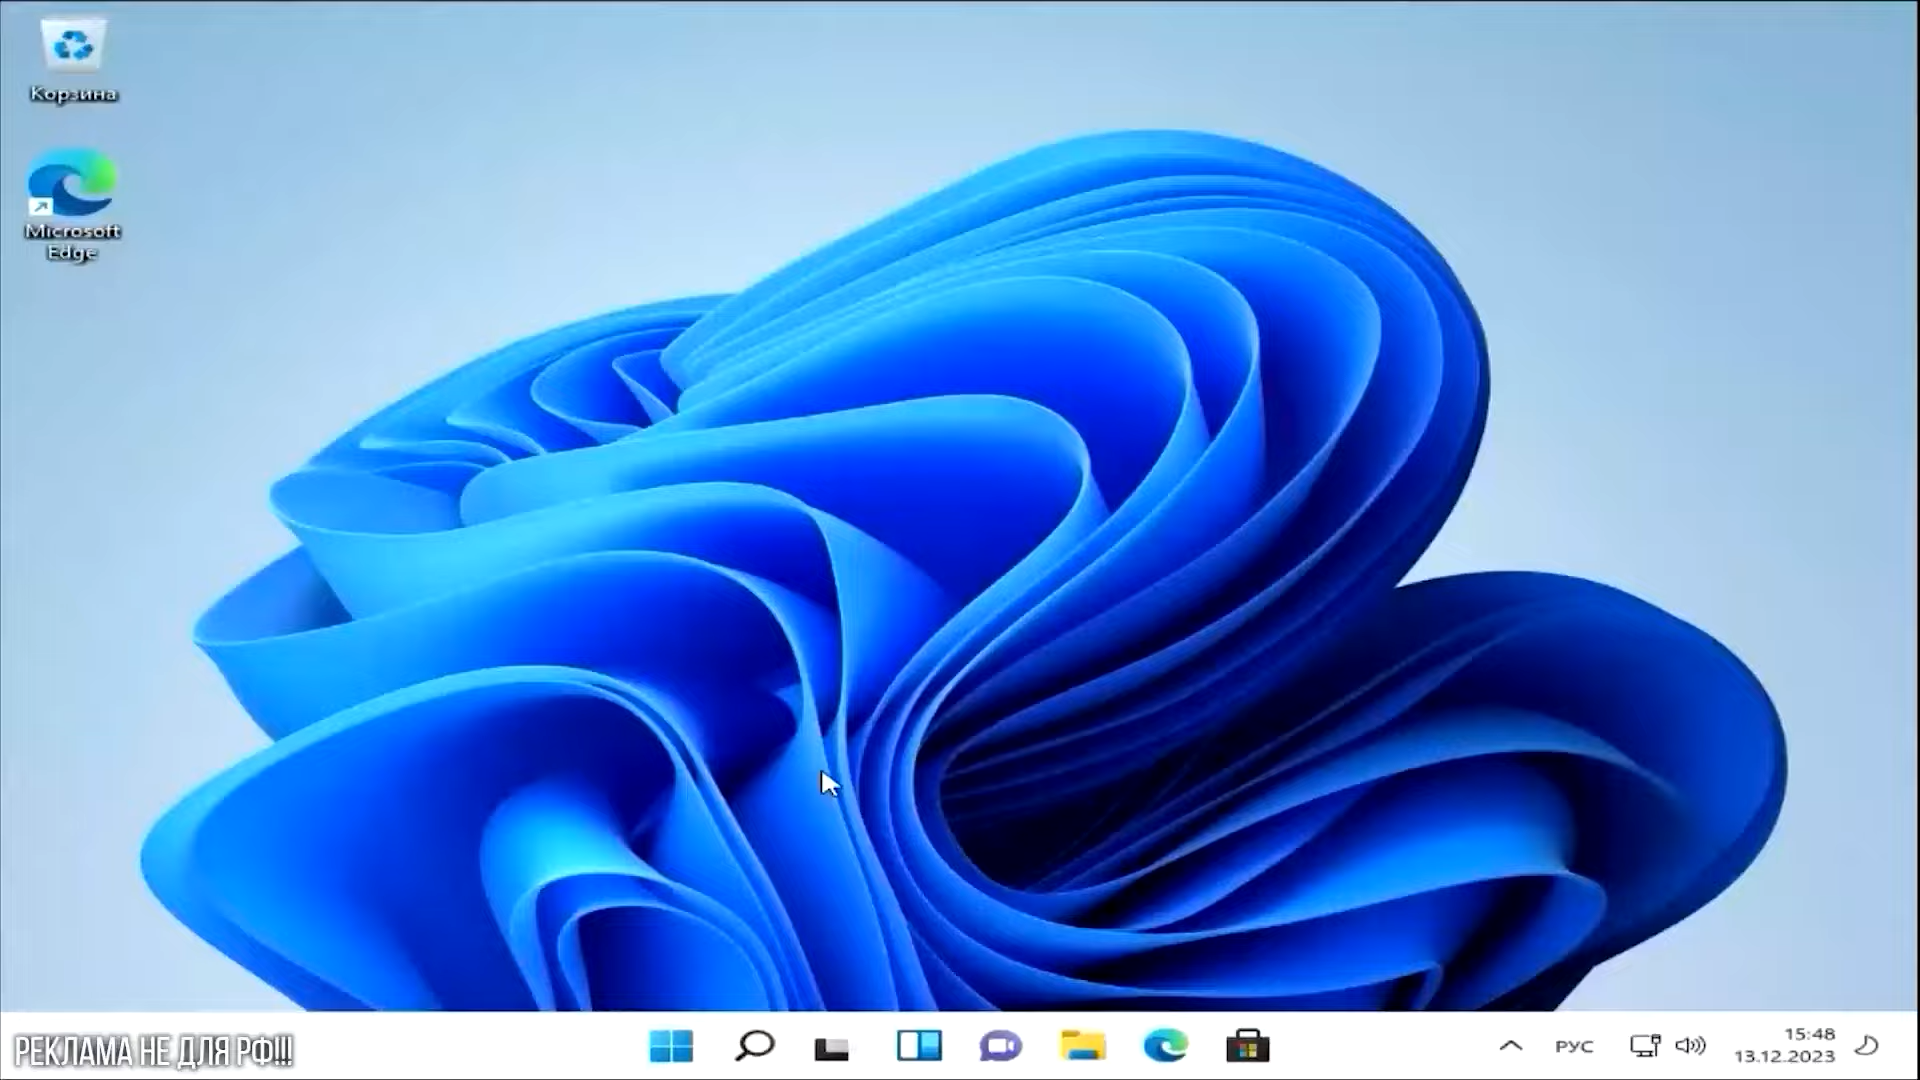 Корзина
Microsoft
Edge
РЕКЛАМА НЕ ДЛЯ РФ!!!
РУС
15:48
13.12.2023